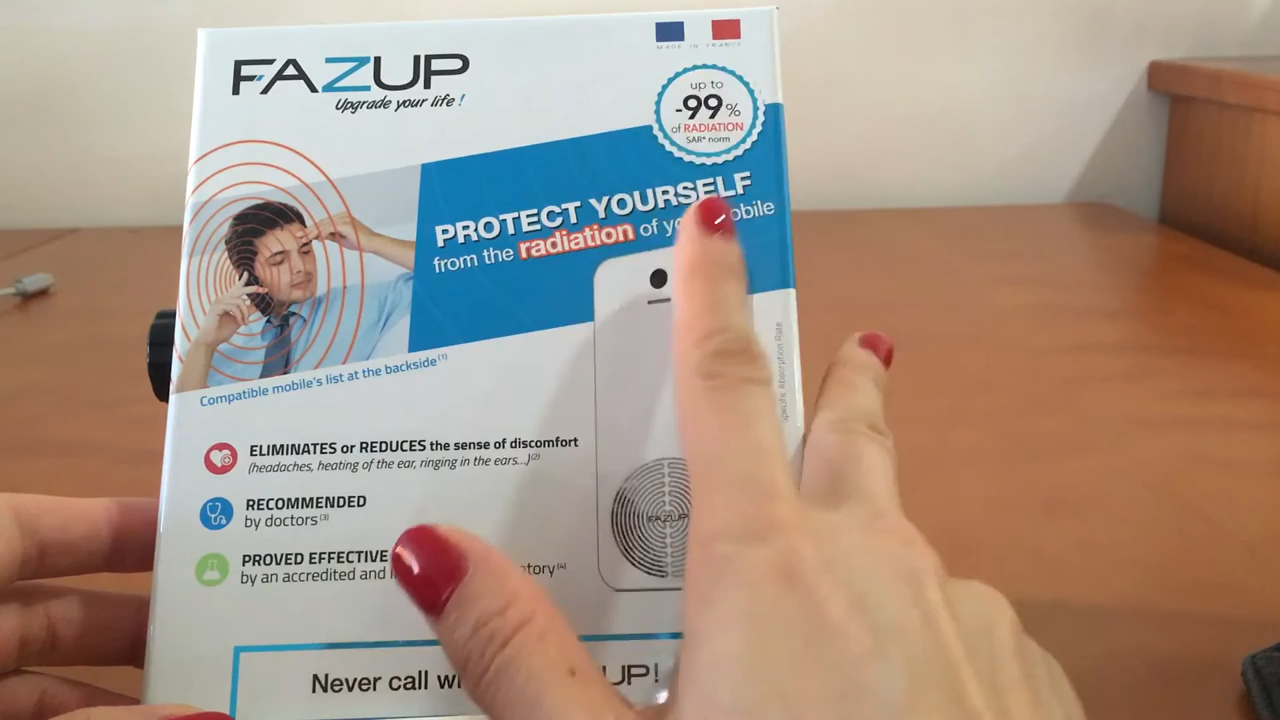 FAZUP
Upgrade your life !
MADE IN FRANCE
up to
-99%
of RADIATION
SAR* norm
PROTECT YOURSELF
from the radiation of
Compatible mobile's list at the backside(1)
Specific Absorption Rate
ELIMINATES or REDUCES the sense of discomfort
(headaches, heating of the ear, ringing in the ears...)(2)
RECOMMENDED
by doctors(3)
PROVED EFFECTIVE
by an accredited and
FAZUP
Never call
UP!